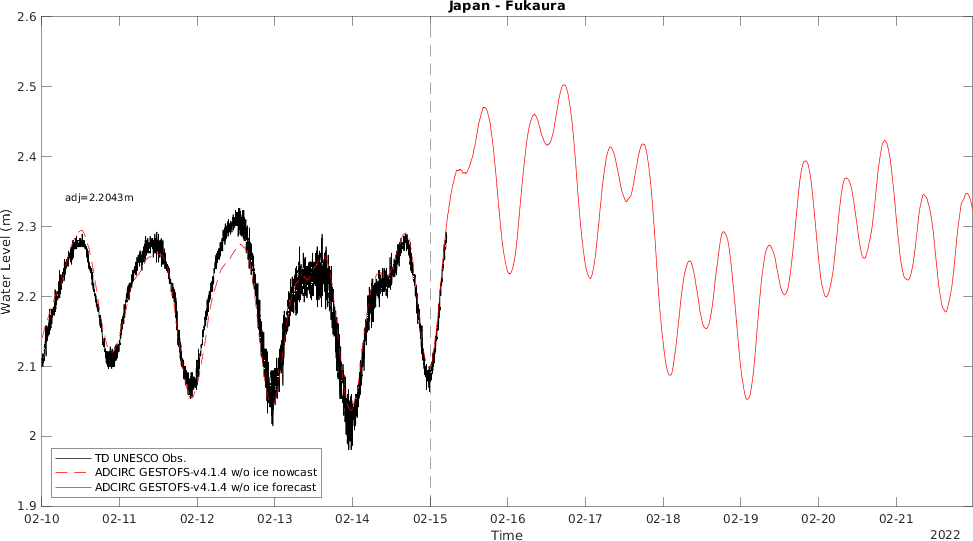 Japan - Fukaura
2.6
2.5
2.4
2.3
2.2
2.1
2
1.9
Water Level (m)
adj=2.2043m
TD UNESCO Obs.
ADCIRC GESTOFS-v4.1.4 w/o ice nowcast
ADCIRC GESTOFS-v4.1.4 w/o ice forecast
02-10 02-11 02-12 02-13 02-14 02-15 02-16 02-17 02-18 02-19 02-20 02-21
Time
2022